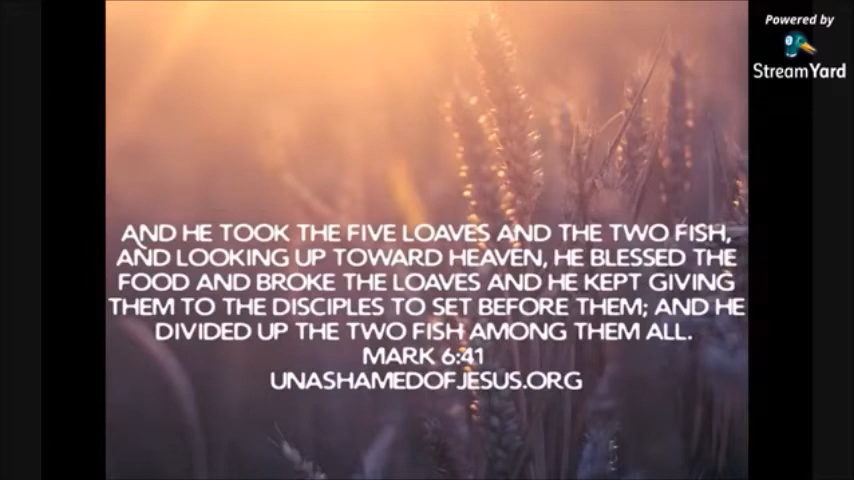 Powered by
StreamYard
AND HE TOOK THE FIVE LOAVES AND THE TWO FISH,
AND LOOKING UP TOWARD HEAVEN, HE BLESSED THE
FOOD AND BROKE THE LOAVES AND HE KEPT GIVING
THEM TO THE DISCIPLES TO SET BEFORE THEM; AND HE
DIVIDED UP THE TWO FISH AMONG THEM ALL.
MARK 6:41
UNASHAMEDOFJESUS.ORG